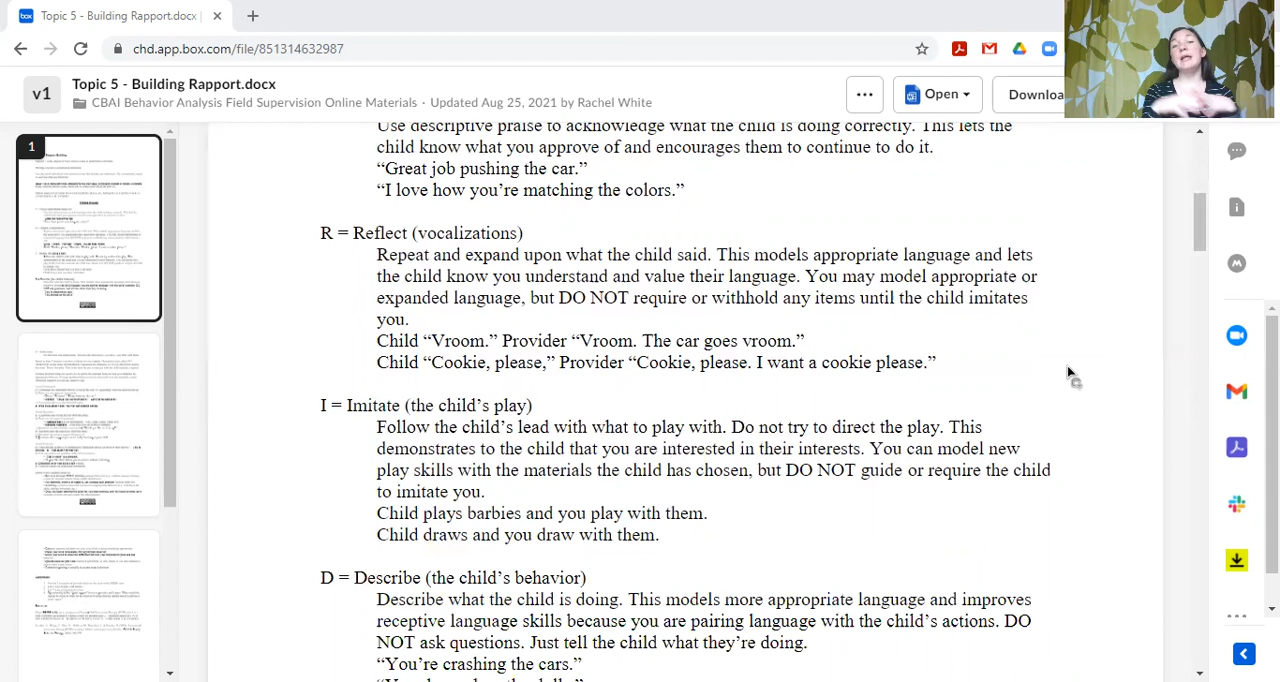 Topic 5 - Building Rapport.docx
chd.app.box.com/file/851314632987
v1
Topic 5 - Building Rapport.docx
CBAI Behavior Analysis Field Supervision Online Materials · Updated Aug 25, 2021 by Rachel White
Open
Downloa
1
Use descriptive praise to acknowledge what the child is doing correctly. This lets the
child know what you approve of and encourages them to continue to do it.
“Great job pushing the car.”
“I love how you’re matching the colors.”
R = Reflect (vocalizations)
Repeat and expand upon what the child said. This models appropriate language and lets
the child know you understand and value their language. You may model appropriate or
expanded language, but DO NOT require or withhold any items until the child imitates
you.
Child “Vroom!” Provider “Vroom. The car goes vroom.”
Child “Cookie, please,” Provider “Cookie, please. I want a cookie please.”
I = Imitate (the child’s play)
Follow the child’s lead with what to play with. Do not try to direct the play. This
demonstrates to the child that you are interested in their interests. You can model new
play skills with the materials the child has chosen but DO NOT guide or require the child
to imitate you.
Child plays barbies and you play with them.
Child draws and you draw with them.
D = Describe (the child’s behavior)
Describe what the child is doing. This models more appropriate language and improves
receptive language skills because you are pairing language with the child’s actions. DO
NOT ask questions. Just tell the child what they’re doing.
“You’re crashing the cars.”